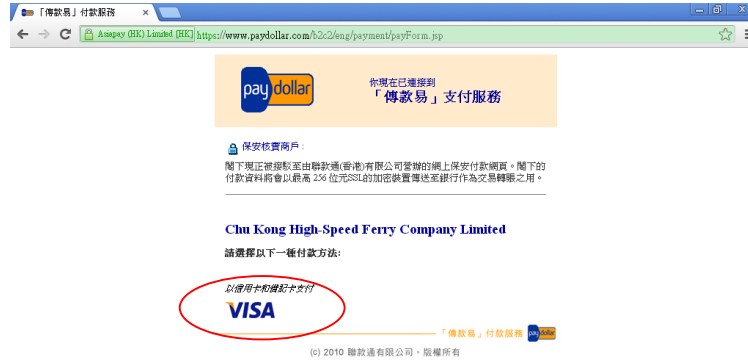 「傳款易」付款服務
Asiapay (HK) Limited [HK] https://www.paydollar.com/b2c2/eng/payment/payForm.jsp
pay dollar
你現在已連接到
「傳款易」支付服務
保安核實商戶 :
閣下現正被接駁至由聯款通(香港)有限公司營辦的網上保安付款網頁。閣下的
付款資料將會以最高 256 位元SSL的加密裝置傳送至銀行作為交易轉賬之用。
Chu Kong High-Speed Ferry Company Limited
請選擇以下一種付款方法:
以信用卡和借記卡支付
VISA
「傳款易」付款服務 pay dollar
(c) 2010 聯款通有限公司。版權所有